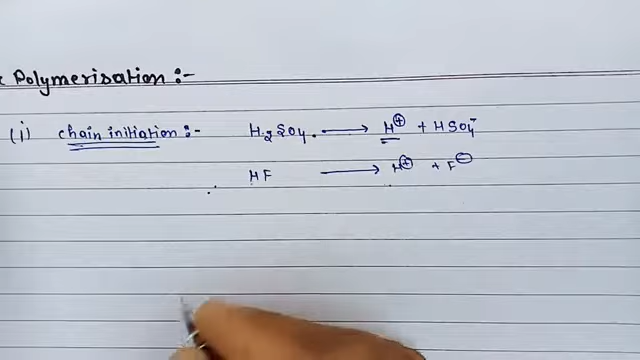 Polymerisation :-
(i) chain initiation :- H₂SO₄ ⟶ H⊕ + HSO₄⁻
HF ⟶ H⊕ + F⊖